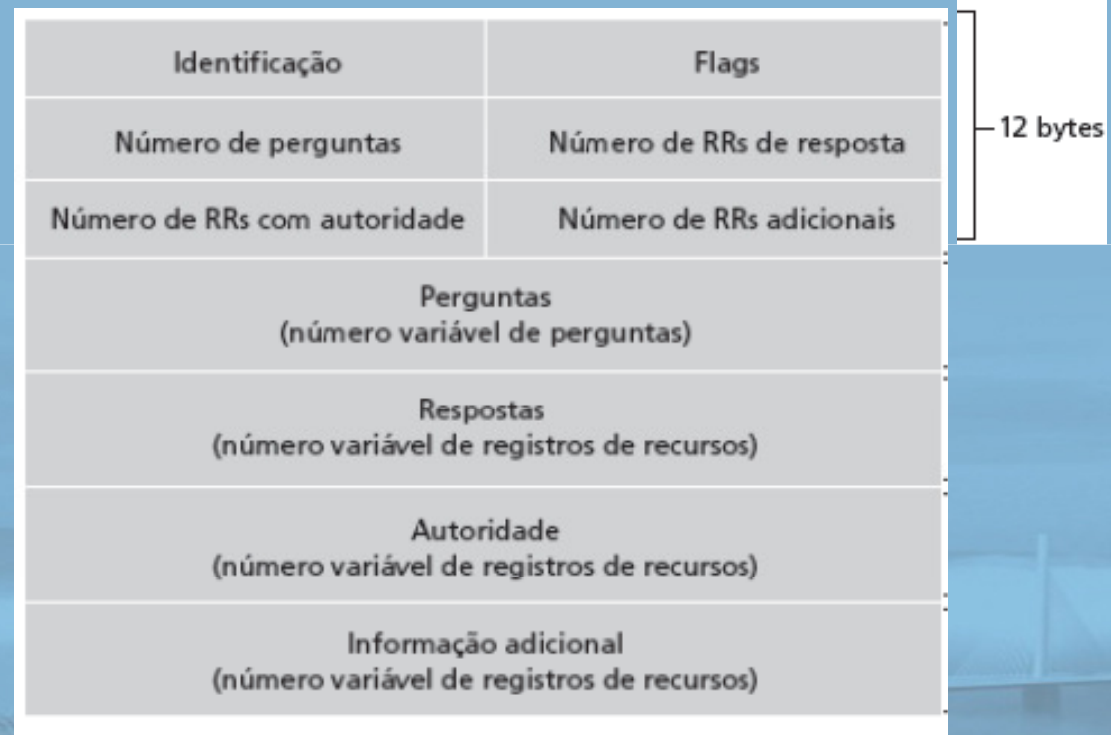 Identificação
Flags
Número de perguntas
Número de RRs de resposta
12 bytes
Número de RRs com autoridade
Número de RRs adicionais
Perguntas
(número variável de perguntas)
Respostas
(número variável de registros de recursos)
Autoridade
(número variável de registros de recursos)
Informação adicional
(número variável de registros de recursos)